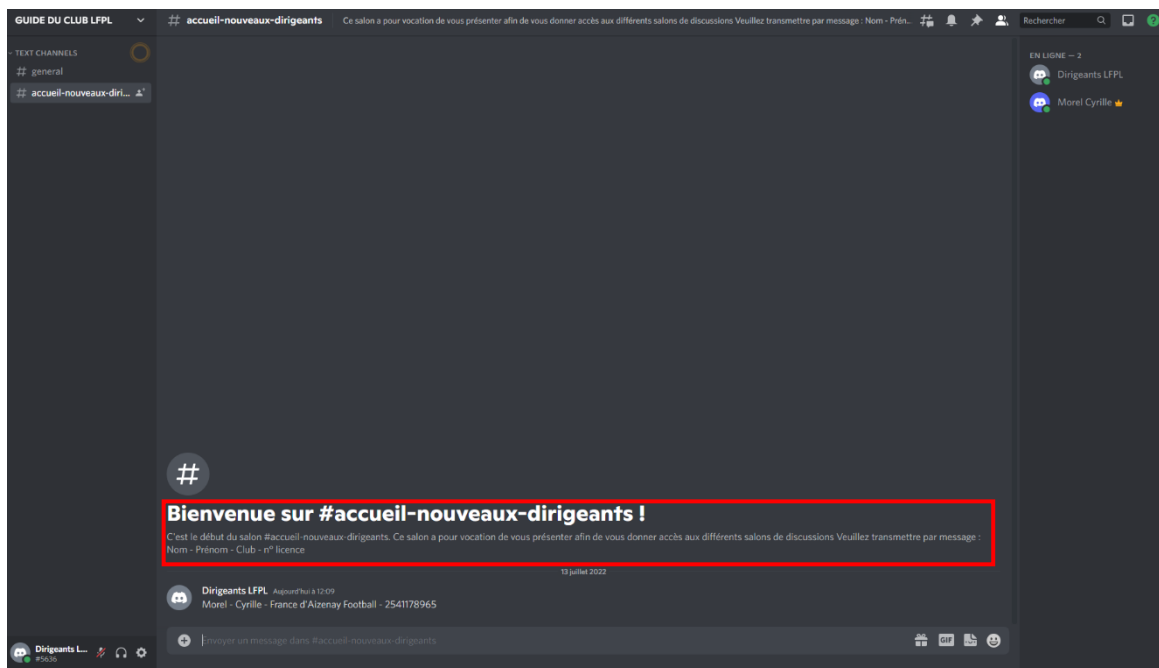 GUIDE DU CLUB LFPL
# accueil-nouveaux-dirigeants
Ce salon a pour vocation de vous présenter afin de vous donner accès aux différents salons de discussions Veuillez transmettre par message : Nom - Prén...
Rechercher
TEXT CHANNELS
# general
# accueil-nouveaux-diri...
EN LIGNE — 2
Dirigeants LFPL
Morel Cyrille
#
Bienvenue sur #accueil-nouveaux-dirigeants !
C'est le début du salon #accueil-nouveaux-dirigeants. Ce salon a pour vocation de vous présenter afin de vous donner accès aux différents salons de discussions Veuillez transmettre par message :
Nom - Prénom - Club - n° licence
13 juillet 2022
Dirigeants LFPL Aujourd'hui à 12:09
Morel - Cyrille - France d'Aizenay Football - 2541178965
Envoyer un message dans #accueil-nouveaux-dirigeants
GIF
Dirigeants L...
#5636